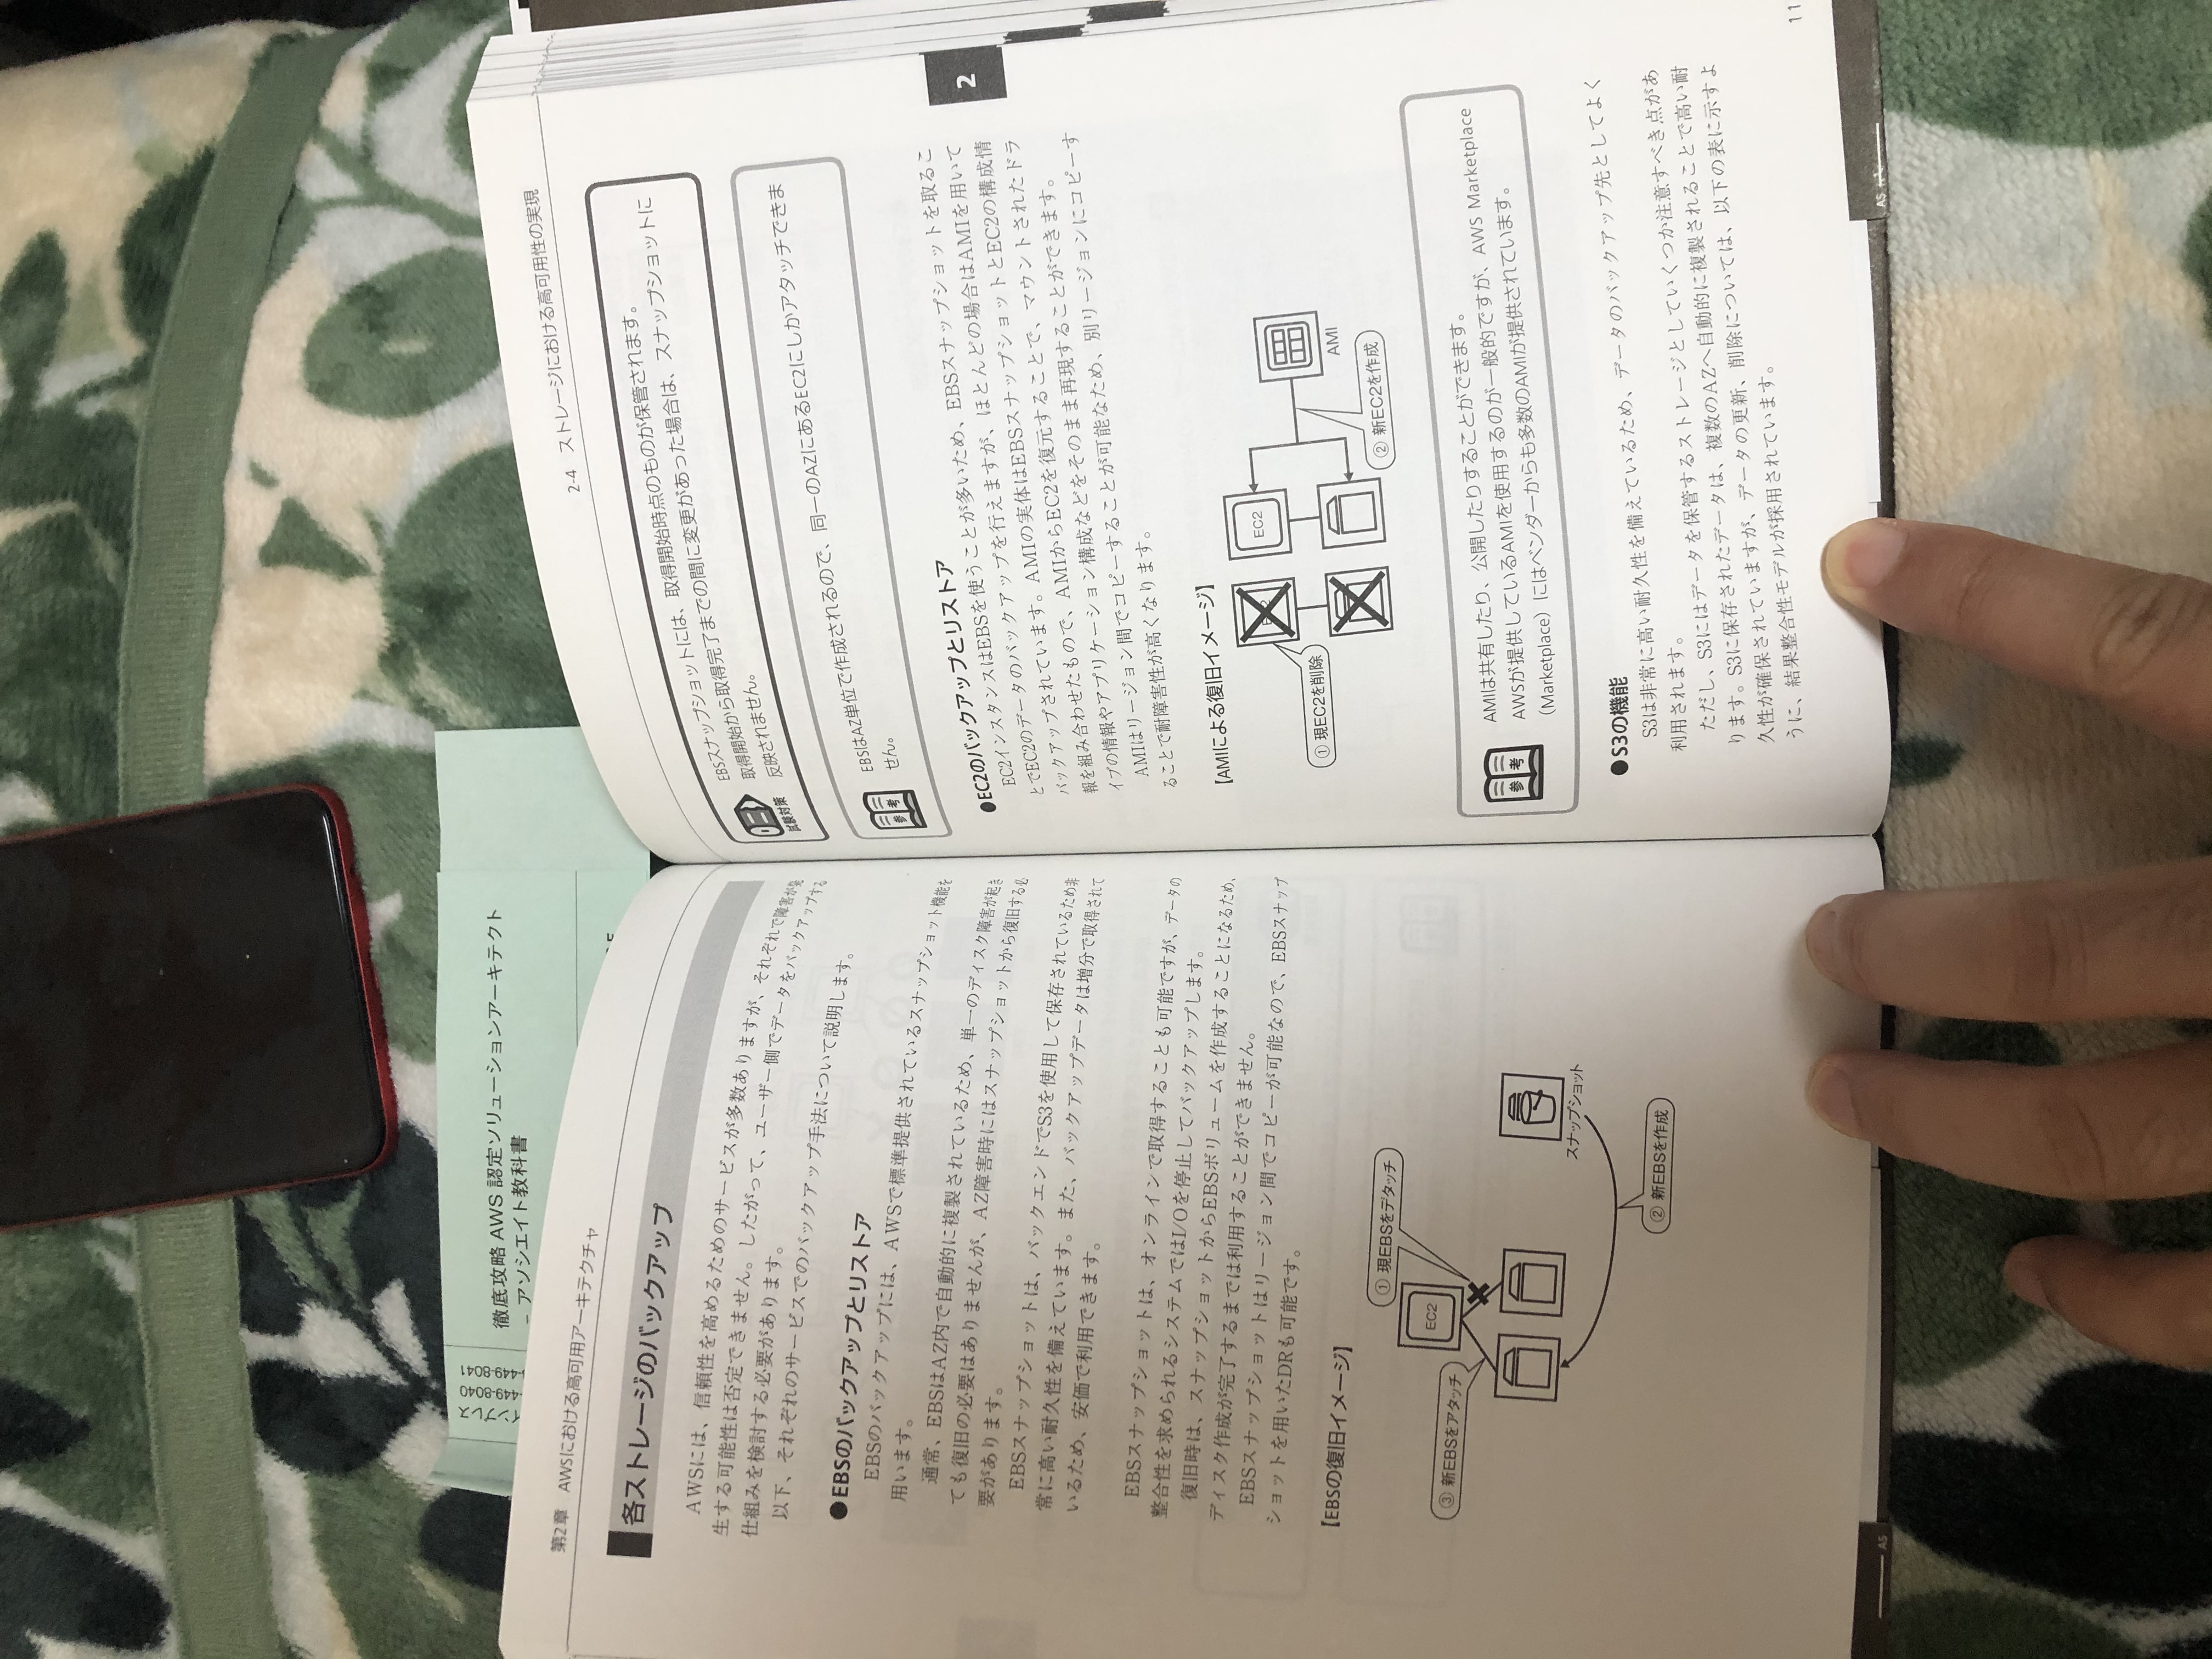 徹底攻略 AWS 認定ソリューションアーキテクト
- アソシエイト教科書
449-8040
449-8041
第2章 AWSにおける高可用アーキテクチャ
各ストレージのバックアップ
AWSには、信頼性を高めるためのサービスが多数ありますが、それぞれで障害が発
生する可能性は否定できません。したがって、ユーザー側でデータをバックアップする
仕組みを検討する必要があります。
以下、それぞれのサービスでのバックアップ手法について説明します。
●EBSのバックアップとリストア
EBSのバックアップには、AWSで標準提供されているスナップショット機能を
用います。
通常、EBSはAZ内で自動的に複製されているため、単一のディスク障害が起き
ても復旧の必要はありませんが、AZ障害時にはスナップショットから復旧する必
要があります。
EBSスナップショットは、バックエンドでS3を使用して保存されているため非
常に高い耐久性を備えています。また、バックアップデータは増分で取得されて
いるため、安価で利用できます。
EBSスナップショットは、オンラインで取得することも可能ですが、データの
整合性を求められるシステムではI/Oを停止してバックアップします。
復旧時は、スナップショットからEBSボリュームを作成することになるため、
ディスク作成が完了するまでは利用することができません。
EBSスナップショットはリージョン間でコピーが可能なので、EBSスナップ
ショットを用いたDRも可能です。
【EBSの復旧イメージ】
① 現EBSをデタッチ
EC2
スナップショット
③ 新EBSをアタッチ
② 新EBSを作成
2-4 ストレージにおける高可用性の実現
EBSスナップショットには、取得開始時点のものが保管されます。
取得開始から取得完了までの間に変更があった場合は、スナップショットに
反映されません。
試験対策
EBSはAZ単位で作成されるので、同一のAZにあるEC2にしかアタッチできま
せん。
参考
2
●EC2のバックアップとリストア
EC2インスタンスはEBSを使うことが多いため、EBSスナップショットを取るこ
とでEC2のデータのバックアップを行えますが、ほとんどの場合はAMIを用いて
バックアップされています。AMIの実体はEBSスナップショットとEC2の構成情
報を組み合わせたもので、AMIからEC2を復元することで、マウントされたドラ
イブの情報やアプリケーション構成などをそのまま再現することができます。
AMIはリージョン間でコピーすることが可能なため、別リージョンにコピーす
ることで耐障害性が高くなります。
【AMIによる復旧イメージ】
① 現EC2を削除
EC2
AMI
② 新EC2を作成
AMIは共有したり、公開したりすることができます。
AWSが提供しているAMIを使用するのが一般的ですが、AWS Marketplace
(Marketplace)にはベンダーからも多数のAMIが提供されています。
参考
●S3の機能
S3は非常に高い耐久性を備えているため、データのバックアップ先としてよく
利用されます。
ただし、S3にはデータを保管するストレージとしていくつか注意すべき点があ
ります。S3に保存されたデータは、複数のAZへ自動的に複製されることで高い耐
久性が確保されていますが、データの更新、削除については、以下の表に示すよ
うに、結果整合性モデルが採用されています。
11
A5
A5